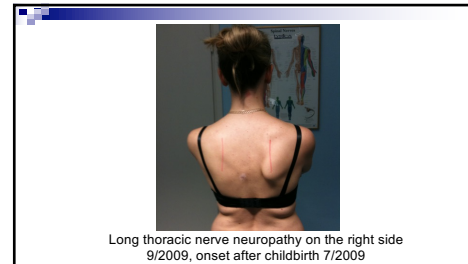 Long thoracic nerve neuropathy on the right side
9/2009, onset after childbirth 7/2009